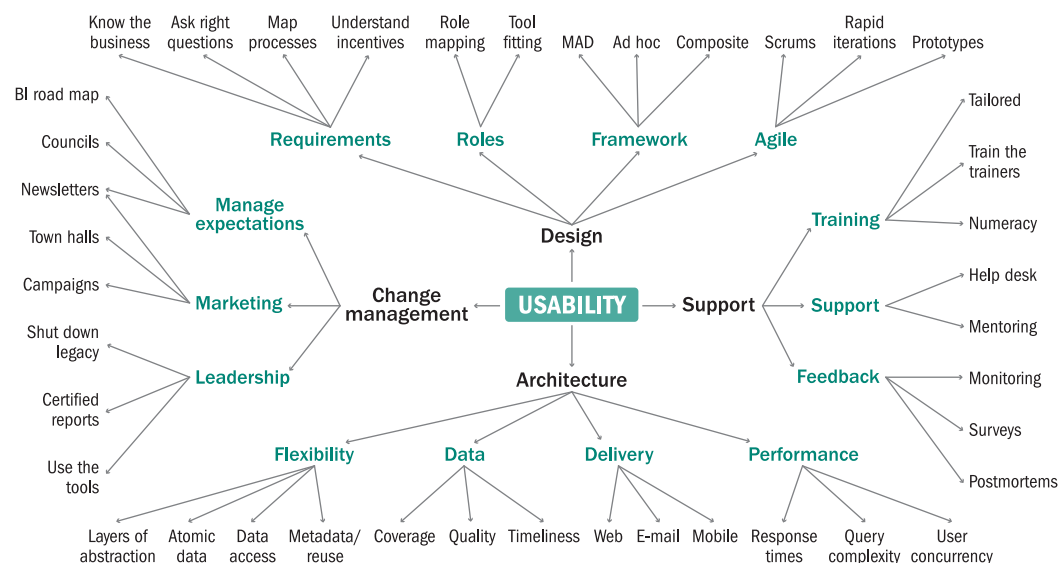 Know the
business
Ask right
questions
Map
processes
Understand
incentives
Role
mapping
Tool
fitting
MAD
Ad hoc
Composite
Scrums
Rapid
iterations
Prototypes
BI road map
Councils
Newsletters
Town halls
Campaigns
Shut down
legacy
Certified
reports
Use the
tools
Requirements
Roles
Framework
Agile
Manage
expectations
Marketing
Leadership
Design
Change
management
USABILITY
Support
Architecture
Training
Support
Feedback
Tailored
Train the
trainers
Numeracy
Help desk
Mentoring
Monitoring
Surveys
Postmortems
Flexibility
Data
Delivery
Performance
Layers of
abstraction
Atomic
data
Data
access
Metadata/
reuse
Coverage
Quality
Timeliness
Web
E-mail
Mobile
Response
times
Query
complexity
User
concurrency